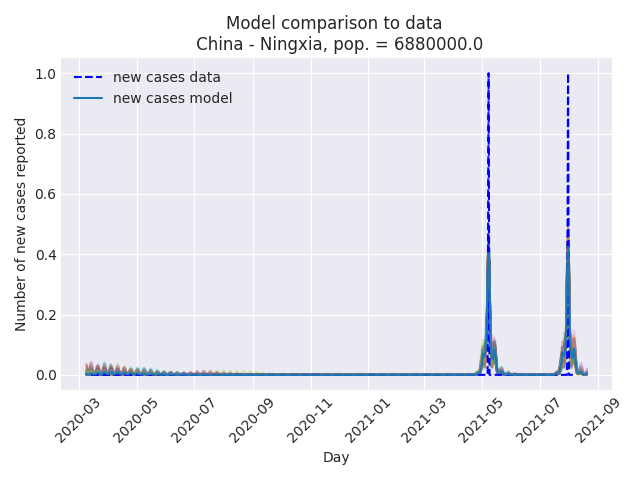 Model comparison to data
China - Ningxia, pop. = 6880000.0
new cases data
new cases model
Number of new cases reported
1.0
0.8
0.6
0.4
0.2
0.0
2020-03
2020-05
2020-07
2020-09
2020-11
2021-01
2021-03
2021-05
2021-07
2021-09
Day